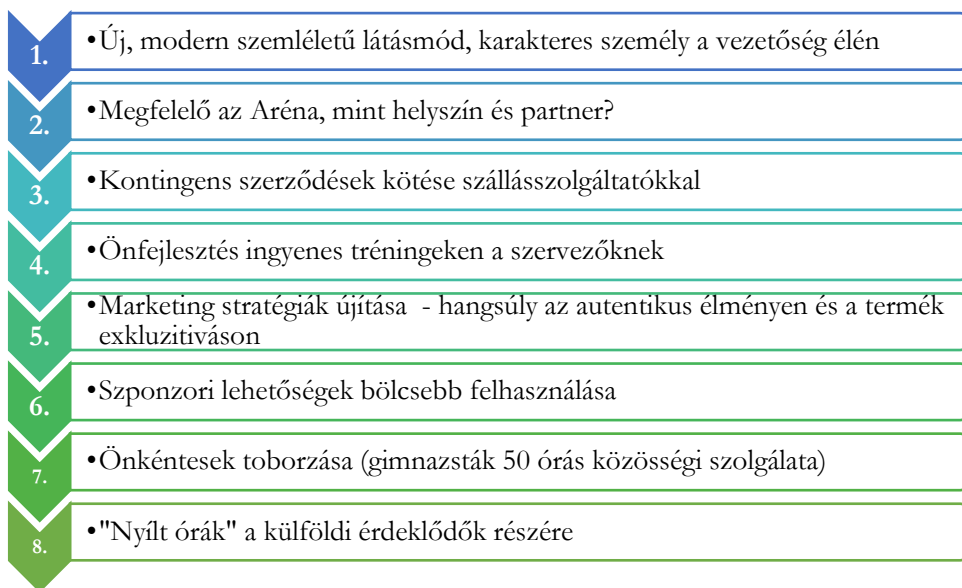 1. •Új, modern szemléletű látásmód, karakteres személy a vezetőség élén
2. •Megfelelő az Aréna, mint helyszín és partner?
3. •Kontingens szerződések kötése szállásszolgáltatókkal
4. •Önfejlesztés ingyenes tréningeken a szervezőknek
5. •Marketing stratégiák újítása - hangsúly az autentikus élményen és a termék
exkluzitiváson
6. •Szponzori lehetőségek bölcsebb felhasználása
7. •Önkéntesek toborzása (gimnazsták 50 órás közösségi szolgálata)
8. •"Nyílt órák" a külföldi érdeklődők részére